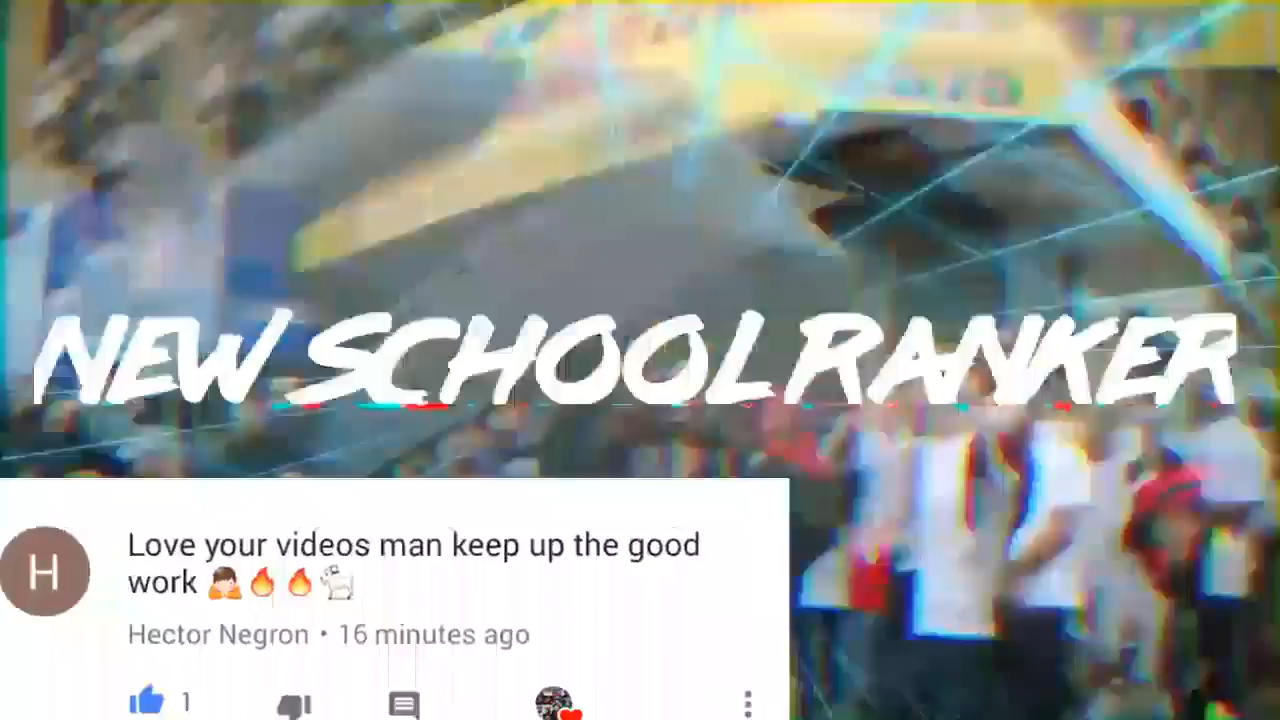 NEW SCHOOL RANKER
H
Love your videos man keep up the good
work 🙇🔥🔥🐐
Hector Negron • 16 minutes ago
1